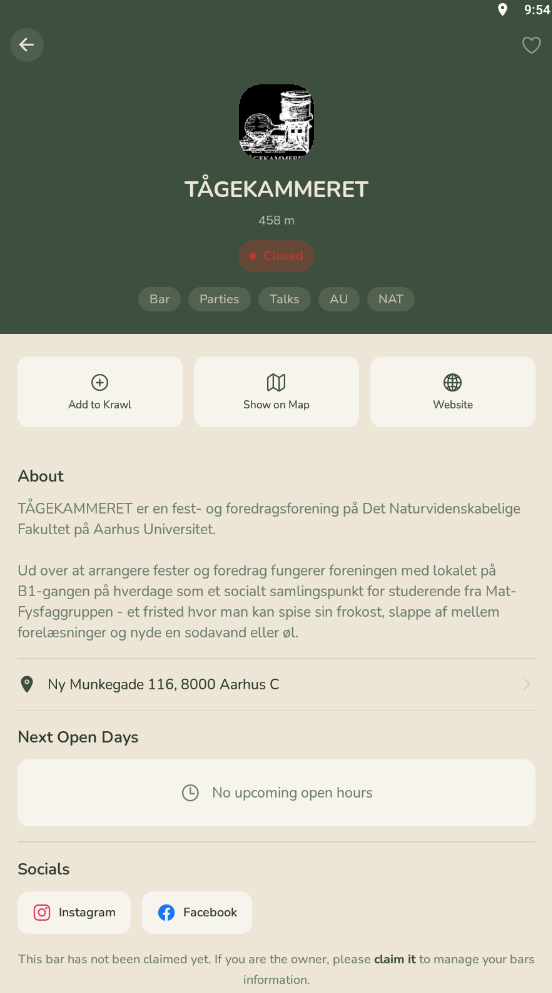 9:54
TÅGEKAMMERET
458 m
Closed
Bar Parties Talks AU NAT
Add to Krawl Show on Map Website
About
TÅGEKAMMERET er en fest- og foredragsforening på Det Naturvidenskabelige
Fakultet på Aarhus Universitet.
Ud over at arrangere fester og foredrag fungerer foreningen med lokalet på
B1-gangen på hverdage som et socialt samlingspunkt for studerende fra Mat-
Fysfaggruppen - et fristed hvor man kan spise sin frokost, slappe af mellem
forelæsninger og nyde en sodavand eller øl.
Ny Munkegade 116, 8000 Aarhus C
Next Open Days
No upcoming open hours
Socials
Instagram Facebook
This bar has not been claimed yet. If you are the owner, please claim it to manage your bars
information.